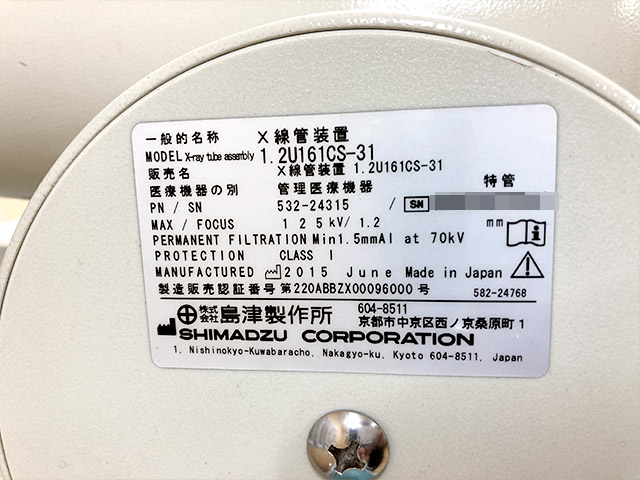 一般的名称 X線管装置
MODEL X-ray tube assembly 1.2U161CS-31
販売名 X線管装置 1.2U161CS-31
医療機器の別 管理医療機器 特管
PN / SN 532-24315 / SN
MAX / FOCUS 125kV/1.2 mm
PERMANENT FILTRATION Min1.5mmAl at 70kV
PROTECTION CLASS I
MANUFACTURED 2015 June Made in Japan
製造販売認証番号 第220ABBZX00096000号 582-24768
株式会社 島津製作所 604-8511
京都市中京区西ノ京桑原町1
SHIMADZU CORPORATION
1, Nishinokyo-Kuwabaracho, Nakagyo-ku, Kyoto 604-8511, Japan